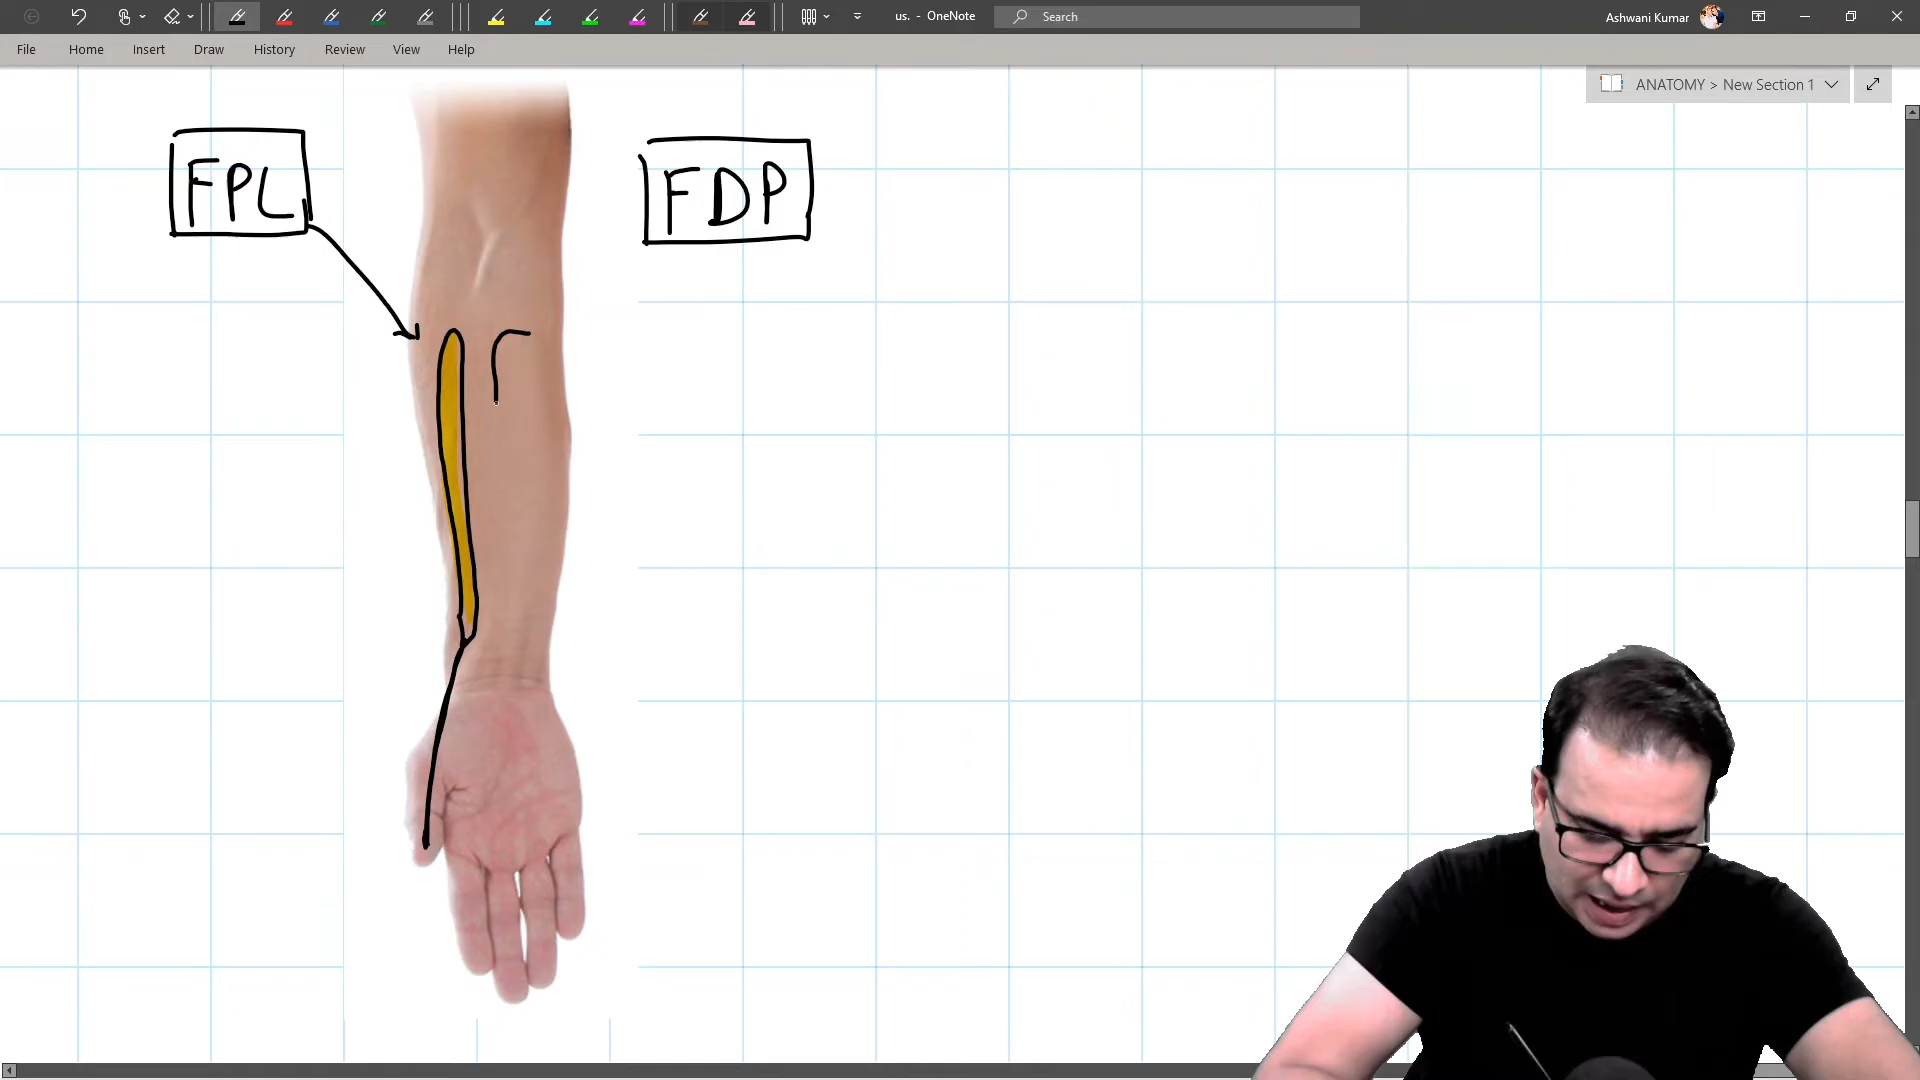 us. - OneNote
Search
Ashwani Kumar
File Home Insert Draw History Review View Help
ANATOMY > New Section 1
FPL
FDP